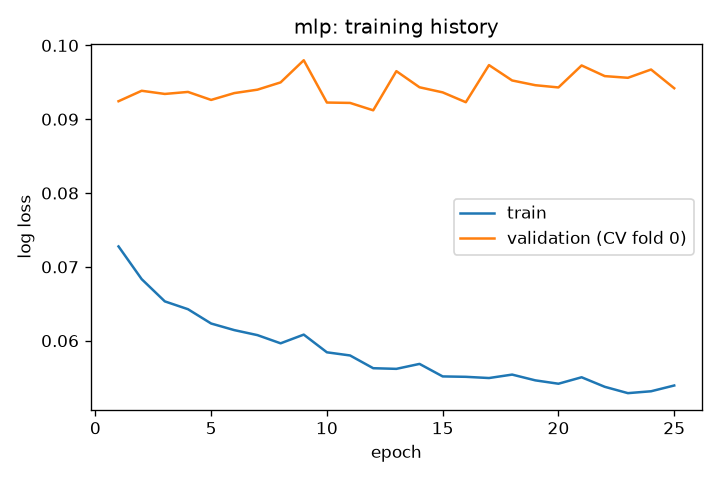 mlp: training history
0.10
0.09
0.08
0.07
0.06
log loss
train
validation (CV fold 0)
0
5
10
15
20
25
epoch